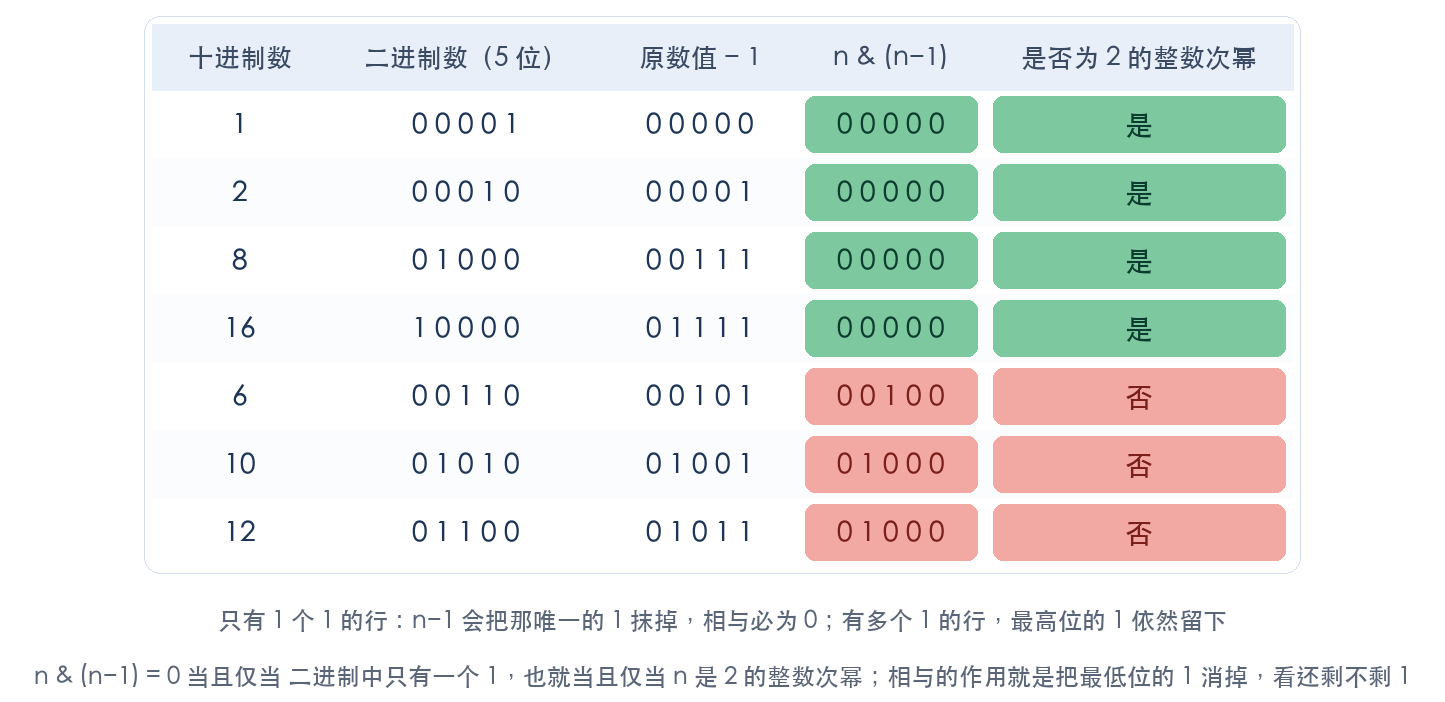 十进制数 二进制数（5 位） 原数值 − 1 n & (n−1) 是否为 2 的整数次幂
1 00001 00000 00000 是
2 00010 00001 00000 是
8 01000 00111 00000 是
16 10000 01111 00000 是
6 00110 00101 00100 否
10 01010 01001 01000 否
12 01100 01011 01000 否
只有 1 个 1 的行：n−1 会把那唯一的 1 抹掉，相与必为 0；有多个 1 的行，最高位的 1 依然留下
n & (n−1) = 0 当且仅当 二进制中只有一个 1，也就当且仅当 n 是 2 的整数次幂；相与的作用就是把最低位的 1 消掉，看还剩不剩 1